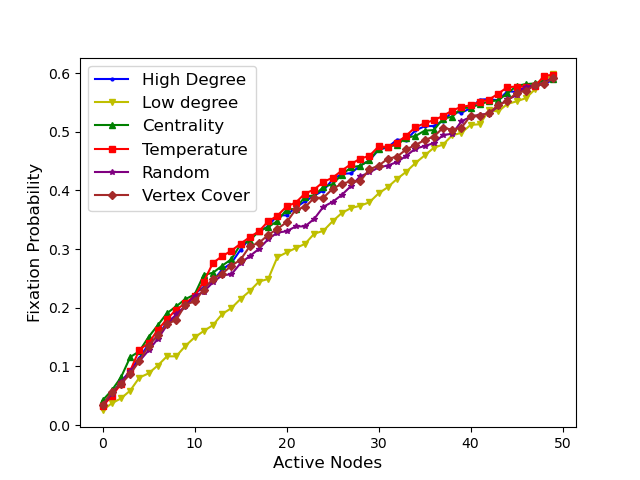 High Degree
Low degree
Centrality
Temperature
Random
Vertex Cover
Fixation Probability
0.6
0.5
0.4
0.3
0.2
0.1
0.0
0
10
20
30
40
50
Active Nodes